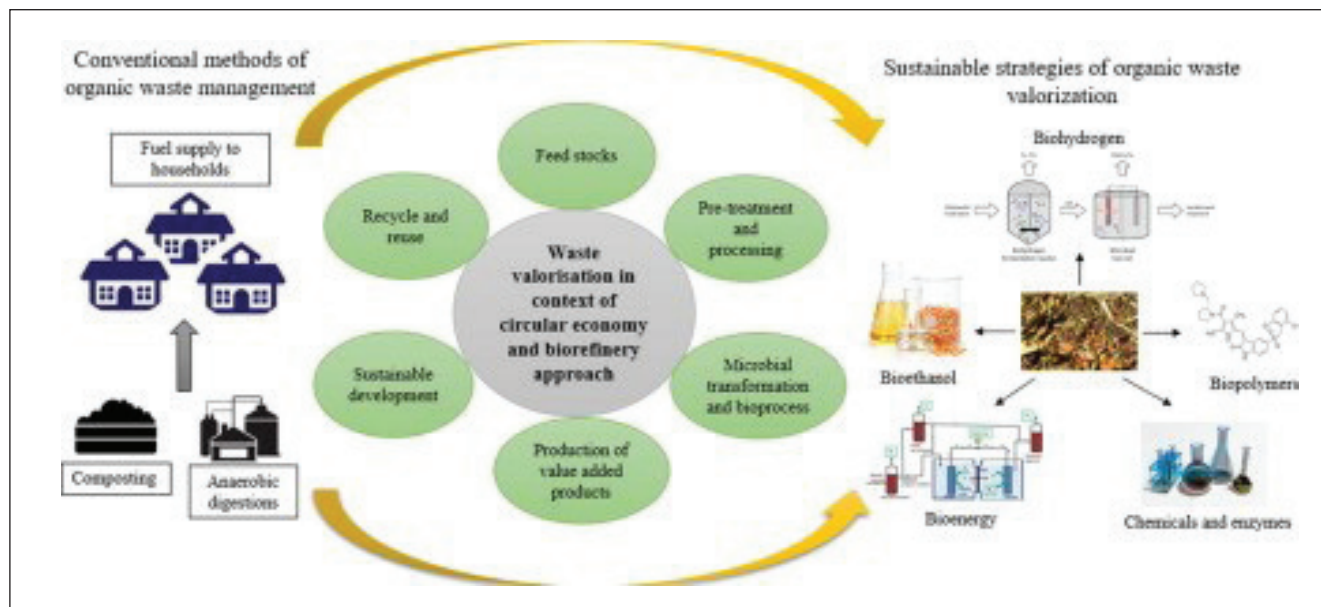 Conventional methods of
organic waste management
Fuel supply to
households
Composting
Anaerobic
digestions
Feed stocks
Recycle and
reuse
Pre-treatment
and
processing
Waste
valorisation in
context of
circular economy
and biorefinery
approach
Sustainable
development
Microbial
transformation
and bioprocess
Production of
value added
products
Sustainable strategies of organic waste
valorization
Biohydrogen
Bioethanol
Biopolymers
Bioenergy
Chemicals and enzymes